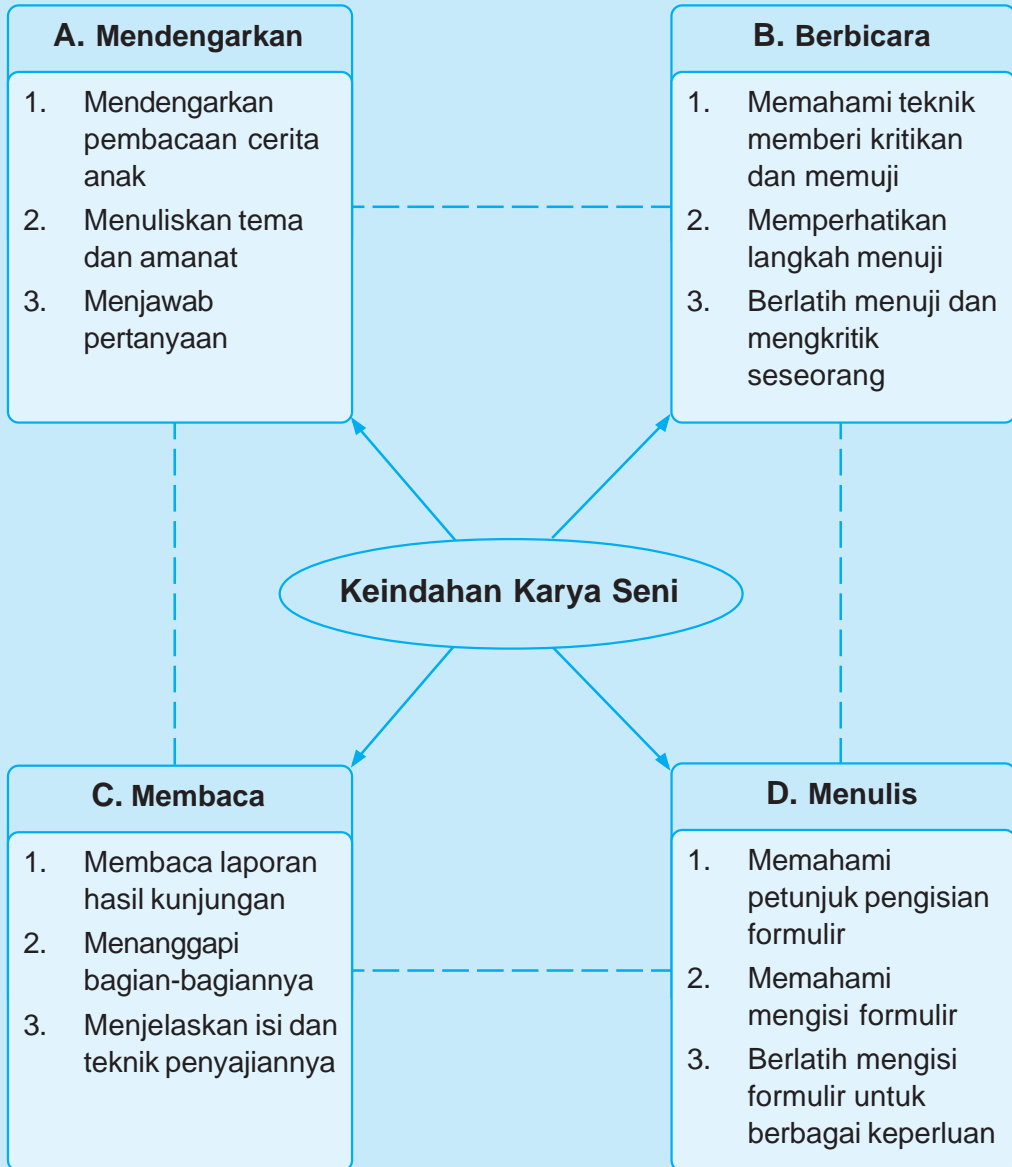 A. Mendengarkan
1. Mendengarkan
pembacaan cerita
anak
2. Menuliskan tema
dan amanat
3. Menjawab
pertanyaan
B. Berbicara
1. Memahami teknik
memberi kritikan
dan memuji
2. Memperhatikan
langkah menuji
3. Berlatih menuji dan
mengkritik
seseorang
Keindahan Karya Seni
C. Membaca
1. Membaca laporan
hasil kunjungan
2. Menanggapi
bagian-bagiannya
3. Menjelaskan isi dan
teknik penyajiannya
D. Menulis
1. Memahami
petunjuk pengisian
formulir
2. Memahami
mengisi formulir
3. Berlatih mengisi
formulir untuk
berbagai keperluan